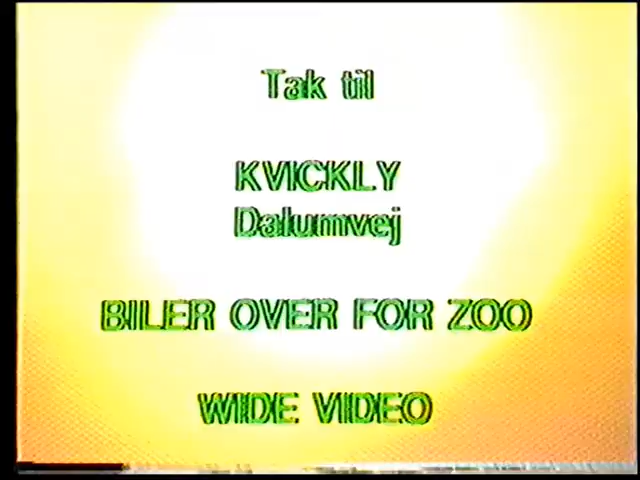 Tak til
KVICKLY
Dalumvej
BILER OVER FOR ZOO
WIDE VIDEO